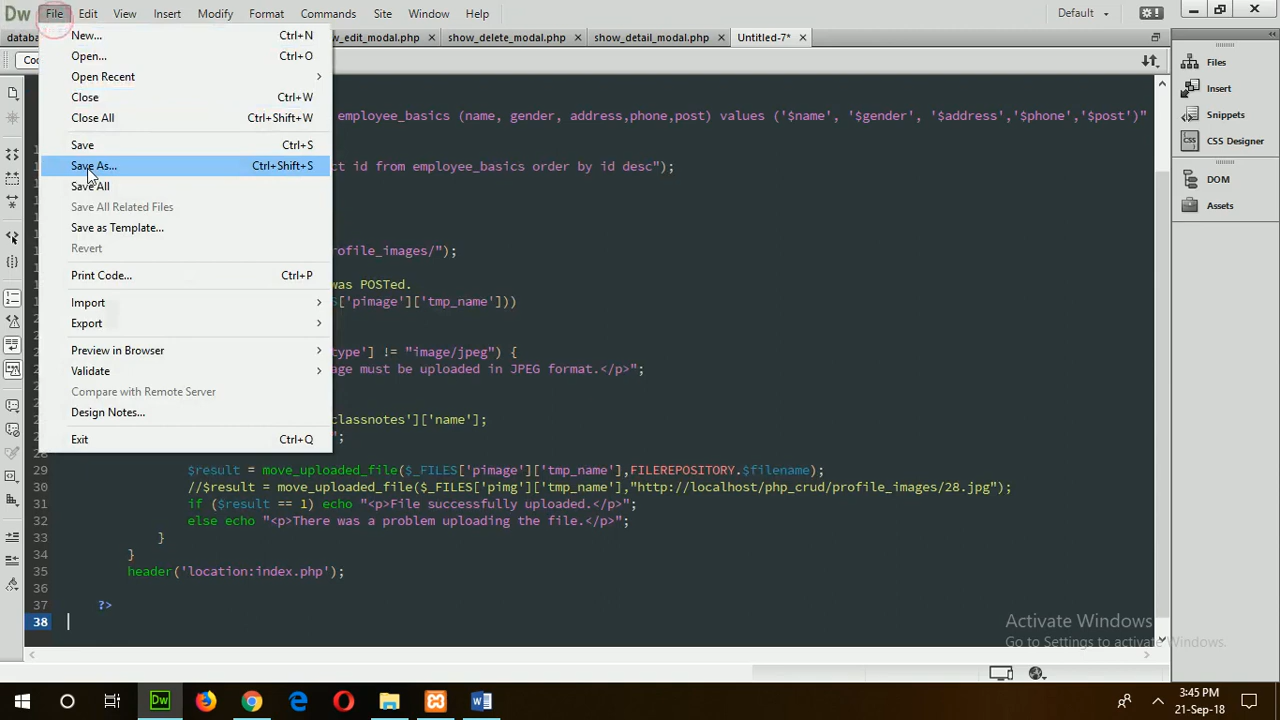 Dw File Edit View Insert Modify Format Commands Site Window Help Default
_edit_modal.php show_delete_modal.php show_detail_modal.php Untitled-7*
New... Ctrl+N
Open... Ctrl+O
Open Recent
Close Ctrl+W
Close All Ctrl+Shift+W
Save Ctrl+S
Save As... Ctrl+Shift+S
Save All
Save All Related Files
Save as Template...
Revert
Print Code... Ctrl+P
Import
Export
Preview in Browser
Validate
Compare with Remote Server
Design Notes...
Exit Ctrl+Q
employee_basics (name, gender, address,phone,post) values ('$name', '$gender', '$address','$phone','$post')"
id from employee_basics order by id desc");
rofile_images/");
was POSTed.
['pimage']['tmp_name']))
type'] != "image/jpeg") {
age must be uploaded in JPEG format.</p>";
classnotes']['name'];
";
29 $result = move_uploaded_file($_FILES['pimage']['tmp_name'],FILEREPOSITORY.$filename);
30 //$result = move_uploaded_file($_FILES['pimg']['tmp_name'],"http://localhost/php_crud/profile_images/28.jpg");
31 if ($result == 1) echo "<p>File successfully uploaded.</p>";
32 else echo "<p>There was a problem uploading the file.</p>";
33 }
34 }
35 header('location:index.php');
36
37 ?>
38
Files
Insert
Snippets
CSS Designer
DOM
Assets
Activate Windows
Go to Settings to activate Windows.
Dw
3:45 PM
21-Sep-18